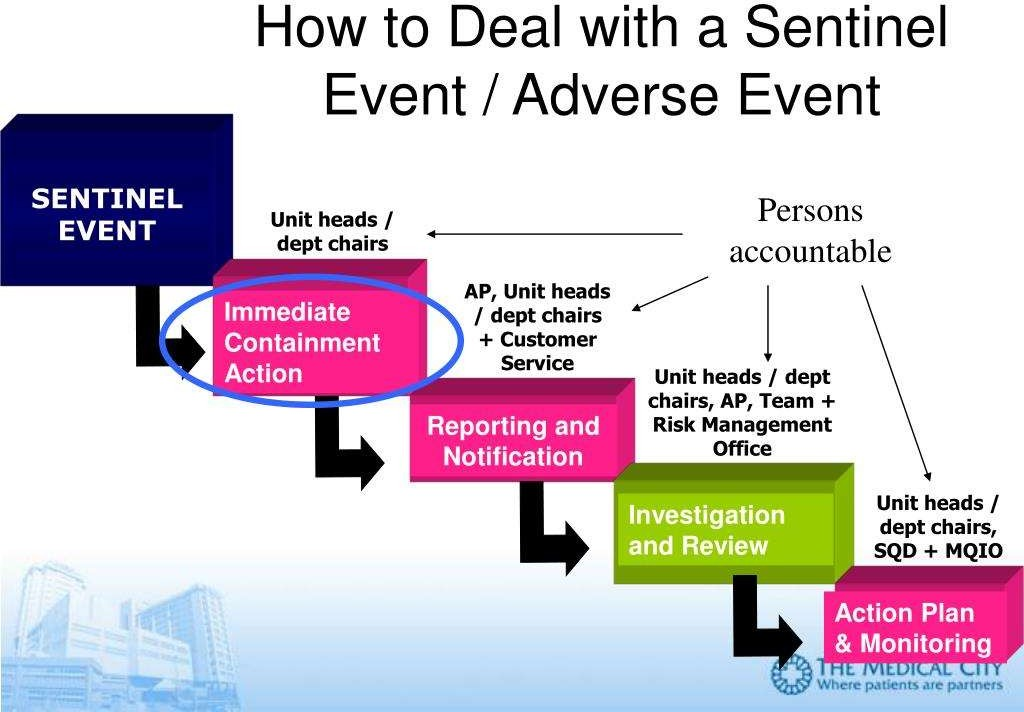 How to Deal with a Sentinel
Event / Adverse Event
SENTINEL
EVENT
Unit heads /
dept chairs
Persons
accountable
Immediate
Containment
Action
AP, Unit heads
/ dept chairs
+ Customer
Service
Reporting and
Notification
Unit heads / dept
chairs, AP, Team +
Risk Management
Office
Investigation
and Review
Unit heads /
dept chairs,
SQD + MQIO
Action Plan
& Monitoring
THE MEDICAL CITY
Where patients are partners